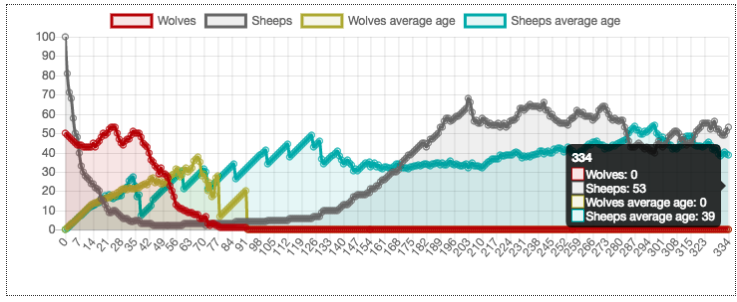 Wolves Sheeps Wolves average age Sheeps average age
100
90
80
70
60
50
40
30
20
10
0
334
Wolves: 0
Sheeps: 53
Wolves average age: 0
Sheeps average age: 39
0 7 14 21 28 35 42 49 56 63 70 77 84 91 98 105 112 119 126 133 140 147 154 161 168 175 182 189 196 203 210 217 224 231 238 245 252 259 266 273 280 287 294 301 308 315 323 334